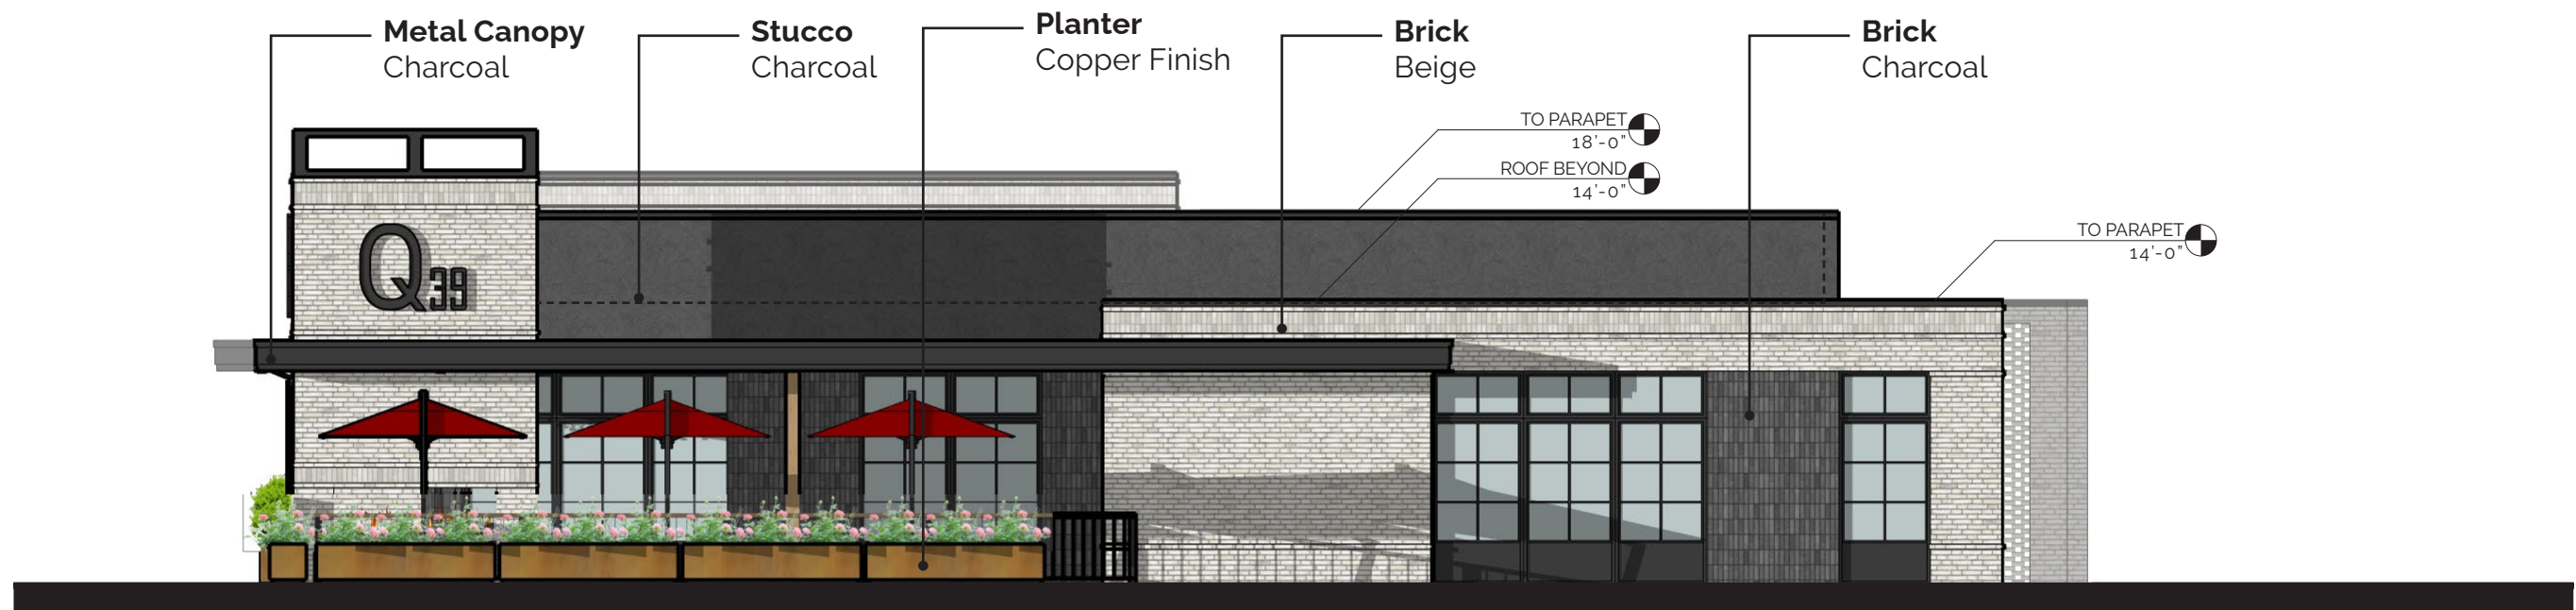 Metal Canopy
Charcoal
Stucco
Charcoal
Planter
Copper Finish
Brick
Beige
Brick
Charcoal
TO PARAPET
18'-0"
ROOF BEYOND
14'-0"
TO PARAPET
14'-0"
Q39